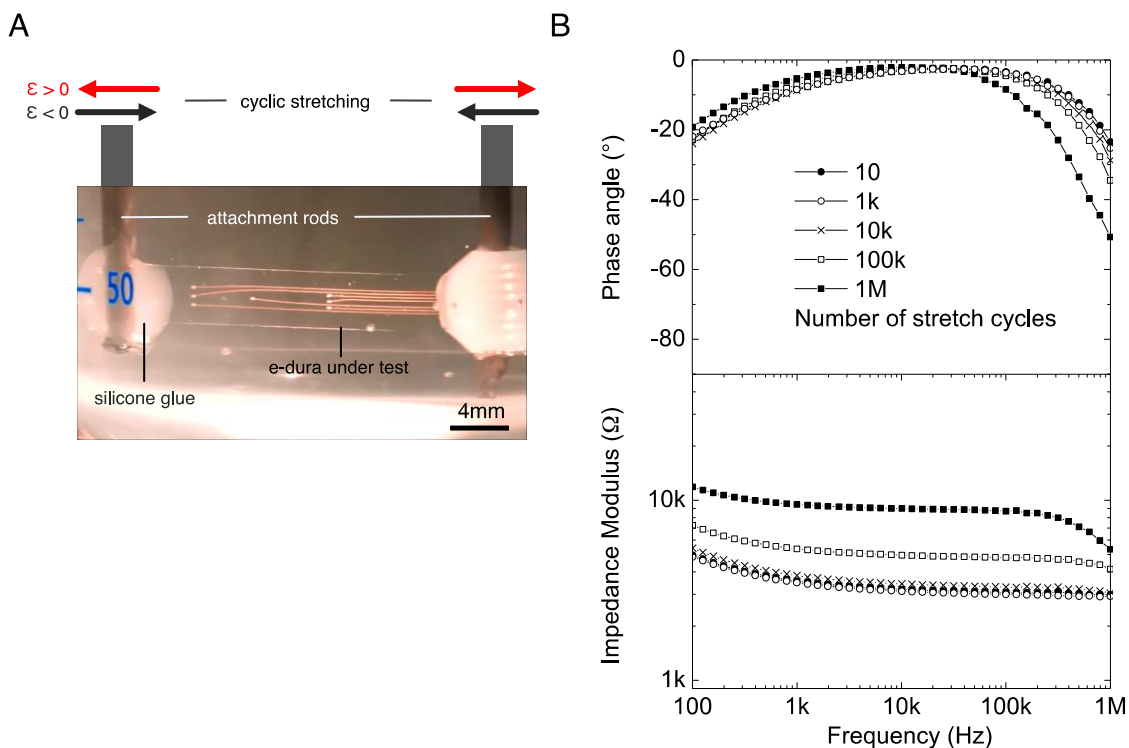 A
ε > 0
ε < 0
cyclic stretching
attachment rods
50
e-dura under test
silicone glue
4mm
B
0
-20
-40
-60
-80
Phase angle (°)
10
1k
10k
100k
1M
Number of stretch cycles
10k
1k
Impedance Modulus (Ω)
100
1k
10k
100k
1M
Frequency (Hz)